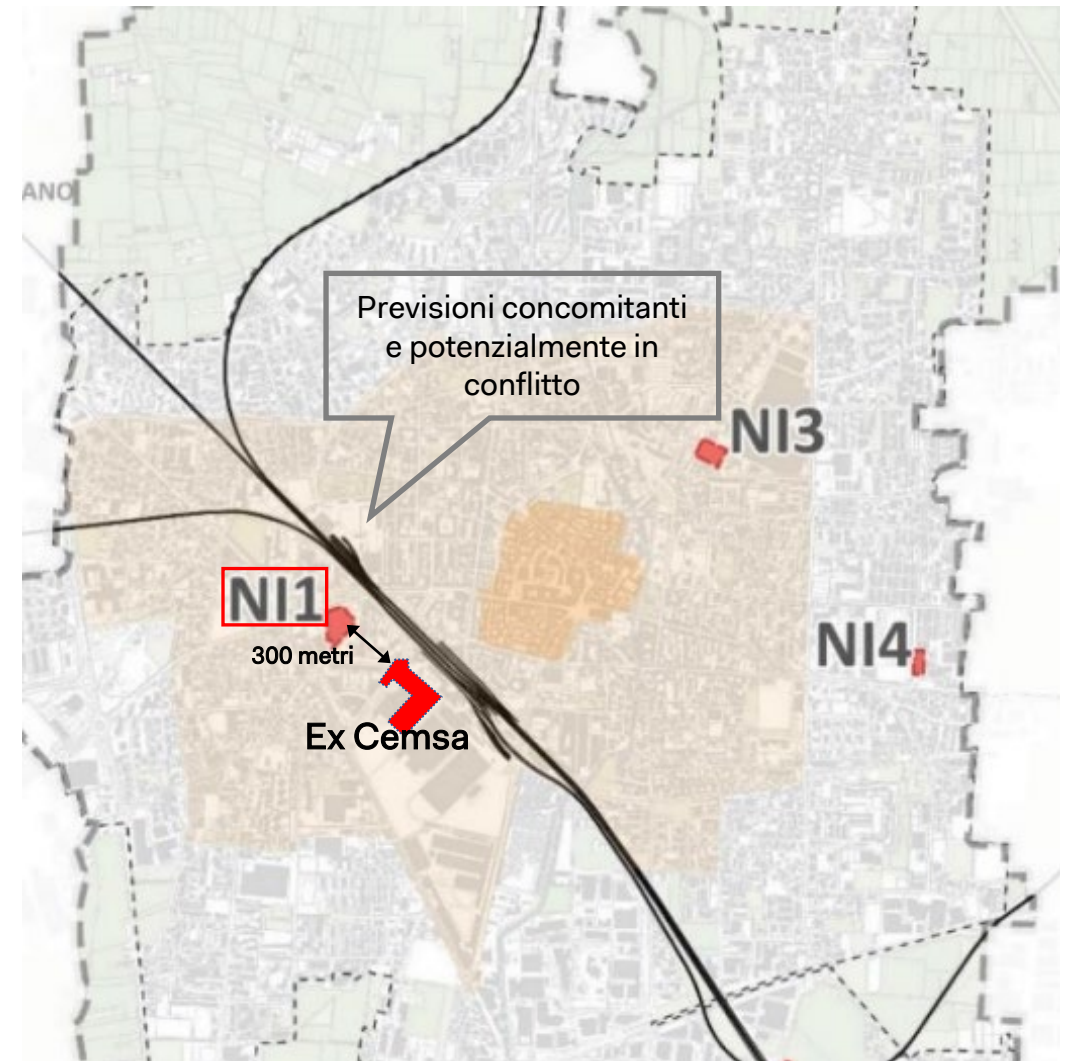 ANO
Previsioni concomitanti
e potenzialmente in
conflitto
NI3
NI1
300 metri
NI4
Ex Cemsa